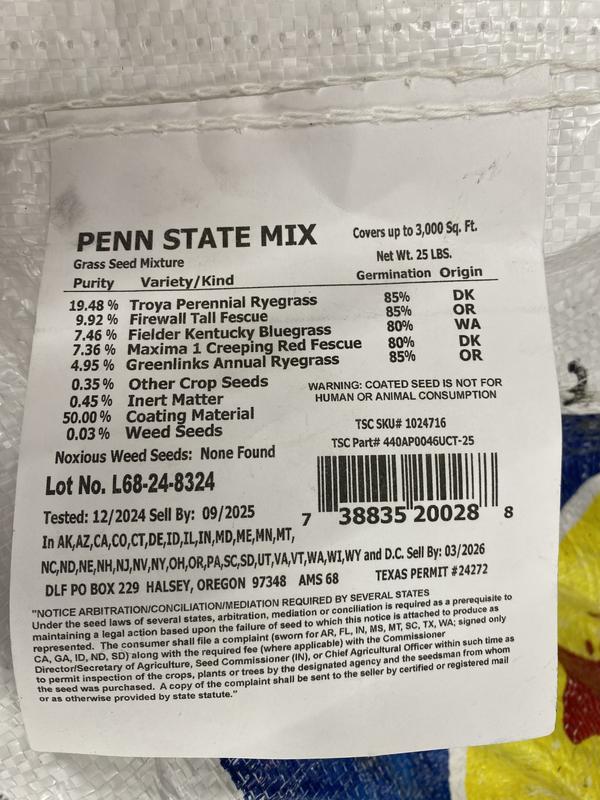 PENN STATE MIX
Covers up to 3,000 Sq. Ft.
Grass Seed Mixture
Net Wt. 25 LBS.
Purity Variety/Kind Germination Origin
19.48 % Troya Perennial Ryegrass 85% DK
9.92 % Firewall Tall Fescue 85% OR
7.46 % Fielder Kentucky Bluegrass 80% WA
7.36 % Maxima 1 Creeping Red Fescue 80% DK
4.95 % Greenlinks Annual Ryegrass 85% OR
0.35 % Other Crop Seeds
0.45 % Inert Matter
50.00 % Coating Material
0.03 % Weed Seeds
WARNING: COATED SEED IS NOT FOR
HUMAN OR ANIMAL CONSUMPTION
Noxious Weed Seeds: None Found
TSC SKU# 1024716
TSC Part# 440AP0046UCT-25
Lot No. L68-24-8324
7 38835 20028 8
Tested: 12/2024 Sell By: 09/2025
In AK,AZ,CA,CO,CT,DE,ID,IL,IN,MD,ME,MN,MT,
NC,ND,NE,NH,NJ,NV,NY,OH,OR,PA,SC,SD,UT,VA,VT,WA,WI,WY and D.C. Sell By: 03/2026
DLF PO BOX 229 HALSEY, OREGON 97348 AMS 68 TEXAS PERMIT #24272
"NOTICE ARBITRATION/CONCILIATION/MEDIATION REQUIRED BY SEVERAL STATES
Under the seed laws of several states, arbitration, mediation or conciliation is required as a prerequisite to
maintaining a legal action based upon the failure of seed to which this notice is attached to produce as
represented. The consumer shall file a complaint (sworn for AR, FL, IN, MS, MT, SC, TX, WA; signed only
CA, GA, ID, ND, SD) along with the required fee (where applicable) with the Commissioner
Director/Secretary of Agriculture, Seed Commissioner (IN), or Chief Agricultural Officer within such time as
to permit inspection of the crops, plants or trees by the designated agency and the seedsman from whom
the seed was purchased. A copy of the complaint shall be sent to the seller by certified or registered mail
or as otherwise provided by state statute."